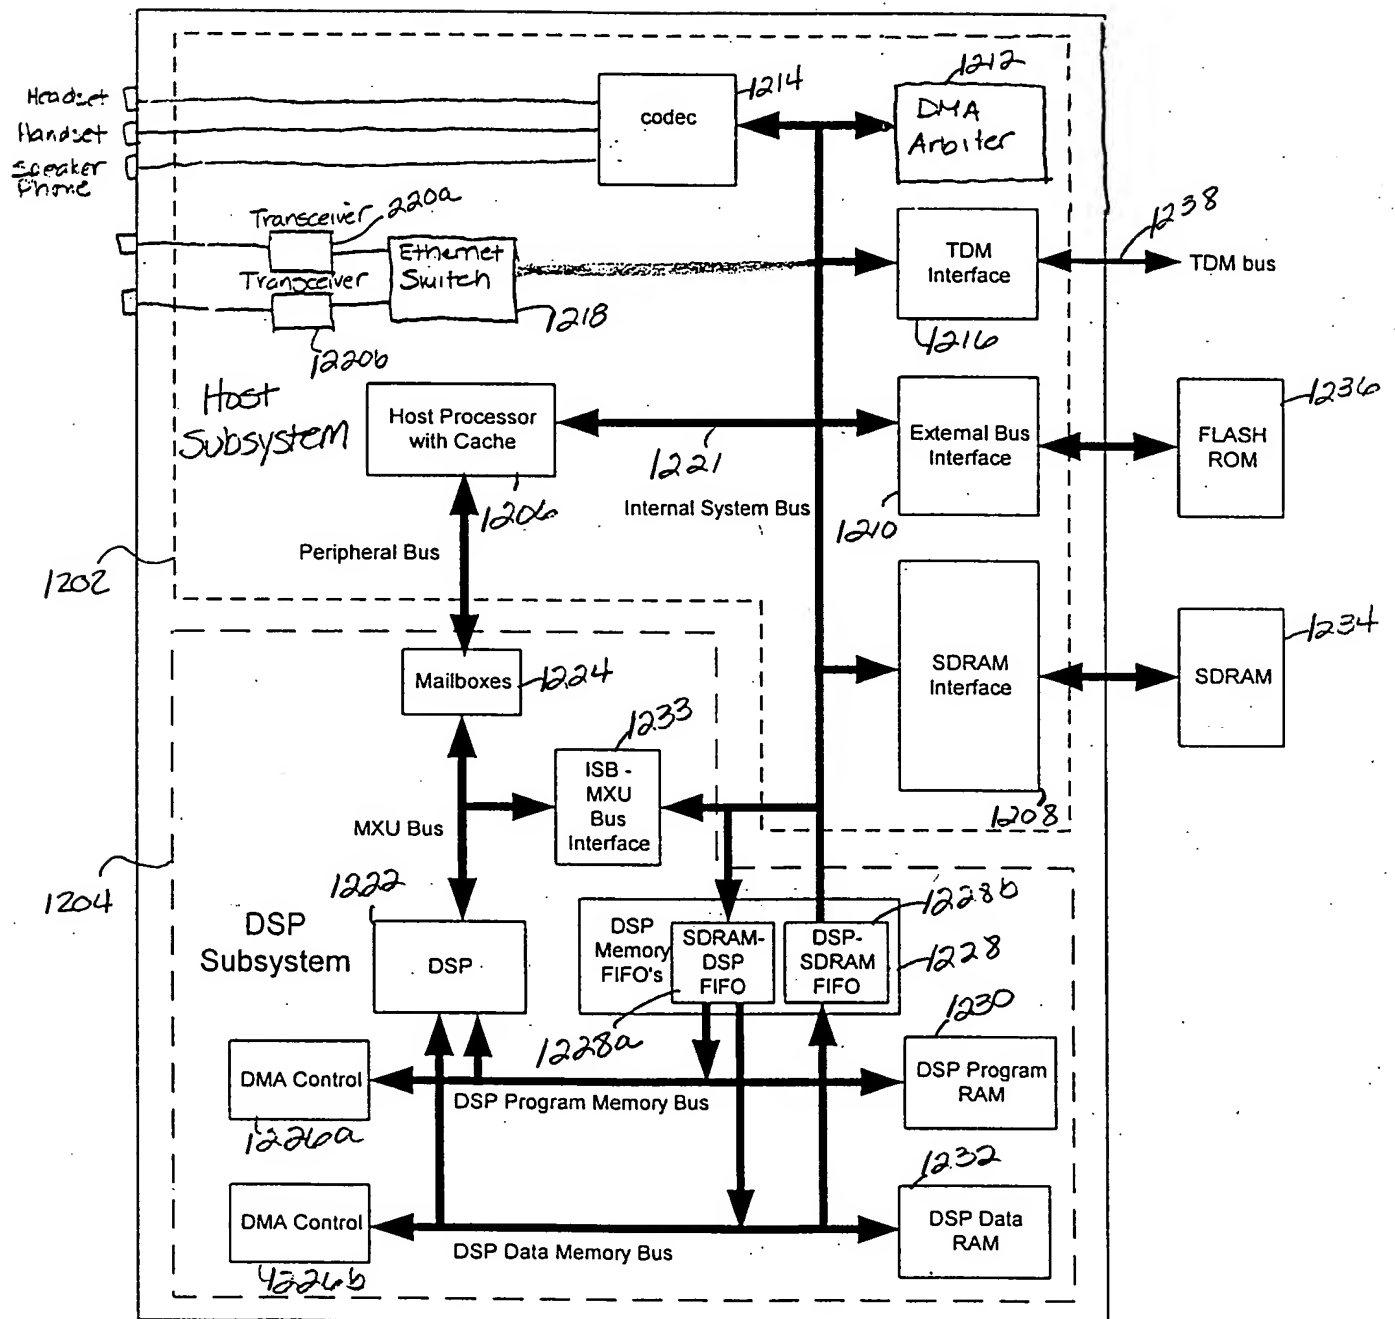 Headset
Handset
Speaker
Phone
codec
1214
1212
DMA
Arbiter
Transceiver
220a
Transceiver
1220b
Ethernet
Switch
1218
TDM
Interface
1216
1238
TDM bus
Host
Subsystem
Host Processor
with Cache
1206
1221
Internal System Bus
External Bus
Interface
1210
1236
FLASH
ROM
Peripheral Bus
1202
SDRAM
Interface
1208
1234
SDRAM
Mailboxes
1224
1233
ISB -
MXU
Bus
Interface
MXU Bus
1204
1222
DSP
Subsystem
DSP
DSP
Memory
FIFO's
SDRAM-
DSP
FIFO
DSP-
SDRAM
FIFO
1228b
1228
1228a
1230
DMA Control
1226a
DSP Program Memory Bus
DSP Program
RAM
1232
DMA Control
1226b
DSP Data Memory Bus
DSP Data
RAM